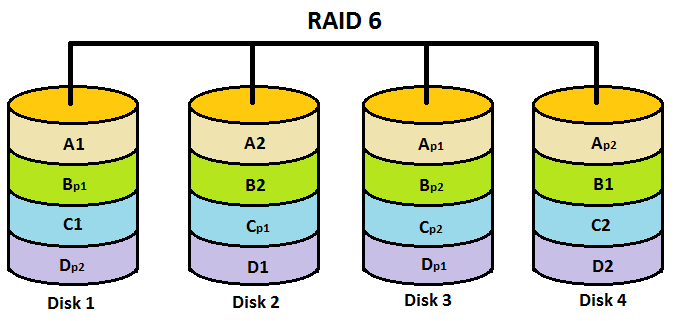 RAID 6
A1 A2 Ap1 Ap2
Bp1 B2 Bp2 B1
C1 Cp1 Cp2 C2
Dp2 D1 Dp1 D2
Disk 1 Disk 2 Disk 3 Disk 4